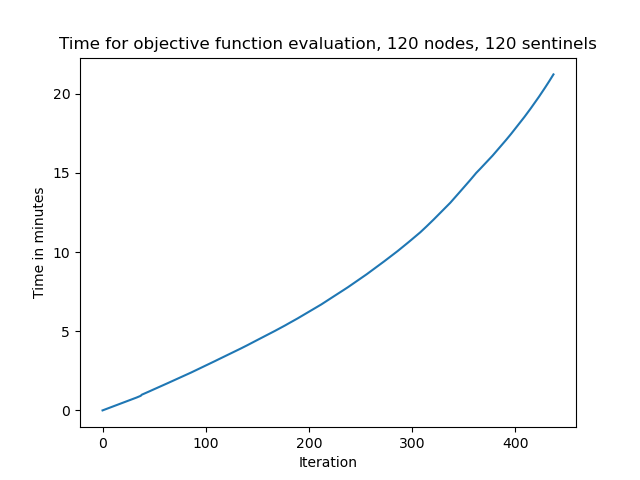 Time for objective function evaluation, 120 nodes, 120 sentinels
20
15
10
5
0
Time in minutes
0 100 200 300 400
Iteration